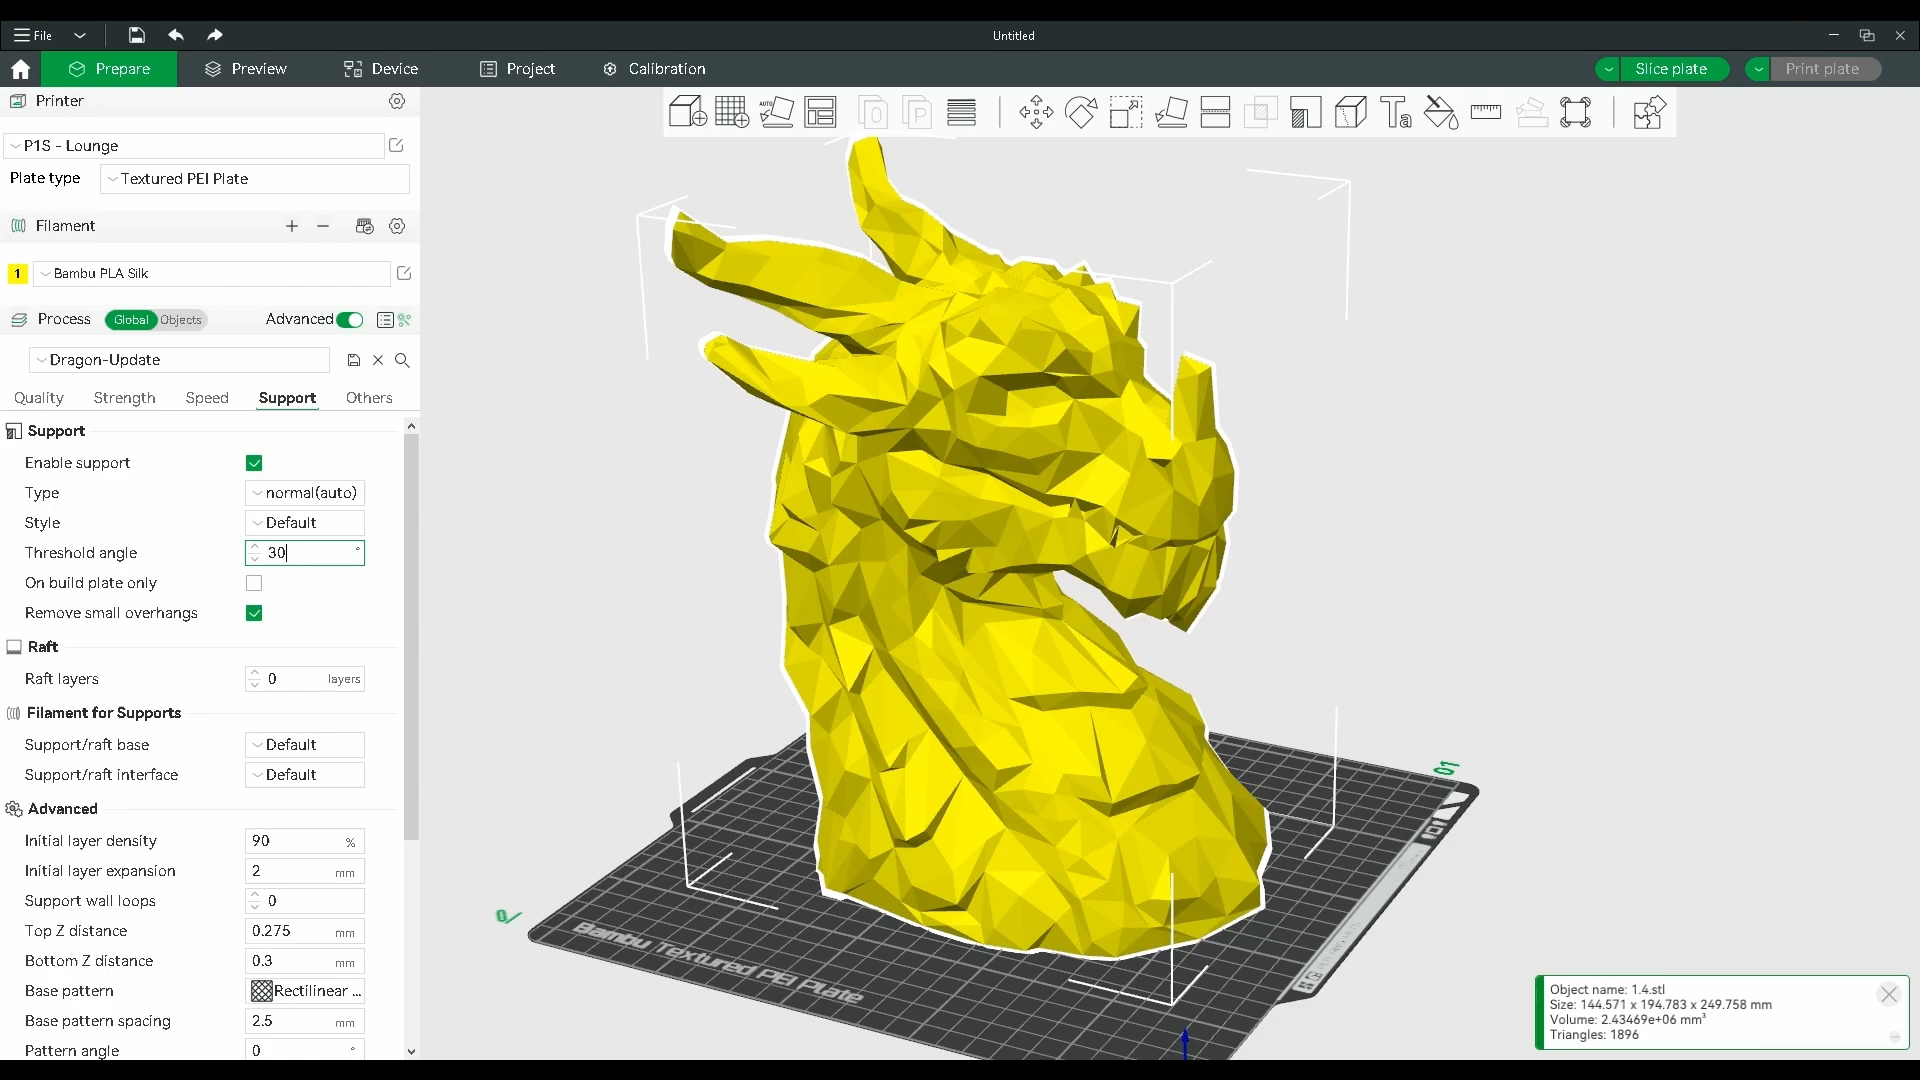 File
Untitled
Prepare
Preview
Device
Project
Calibration
Slice plate
Print plate
Printer
P1S - Lounge
Plate type
Textured PEI Plate
Filament
1
Bambu PLA Silk
Process
Global
Objects
Advanced
Dragon-Update
Quality
Strength
Speed
Support
Others
Support
Enable support
Type
normal(auto)
Style
Default
Threshold angle
30
°
On build plate only
Remove small overhangs
Raft
Raft layers
0
layers
Filament for Supports
Support/raft base
Default
Support/raft interface
Default
Advanced
Initial layer density
90
%
Initial layer expansion
2
mm
Support wall loops
0
Top Z distance
0.275
mm
Bottom Z distance
0.3
mm
Base pattern
Rectilinear ...
Base pattern spacing
2.5
mm
Pattern angle
0
°
AUTO
Ta
01
Bambu Textured PEI Plate
Object name: 1.4.stl
Size: 144.571 x 194.783 x 249.758 mm
Volume: 2.43469e+06 mm³
Triangles: 1896